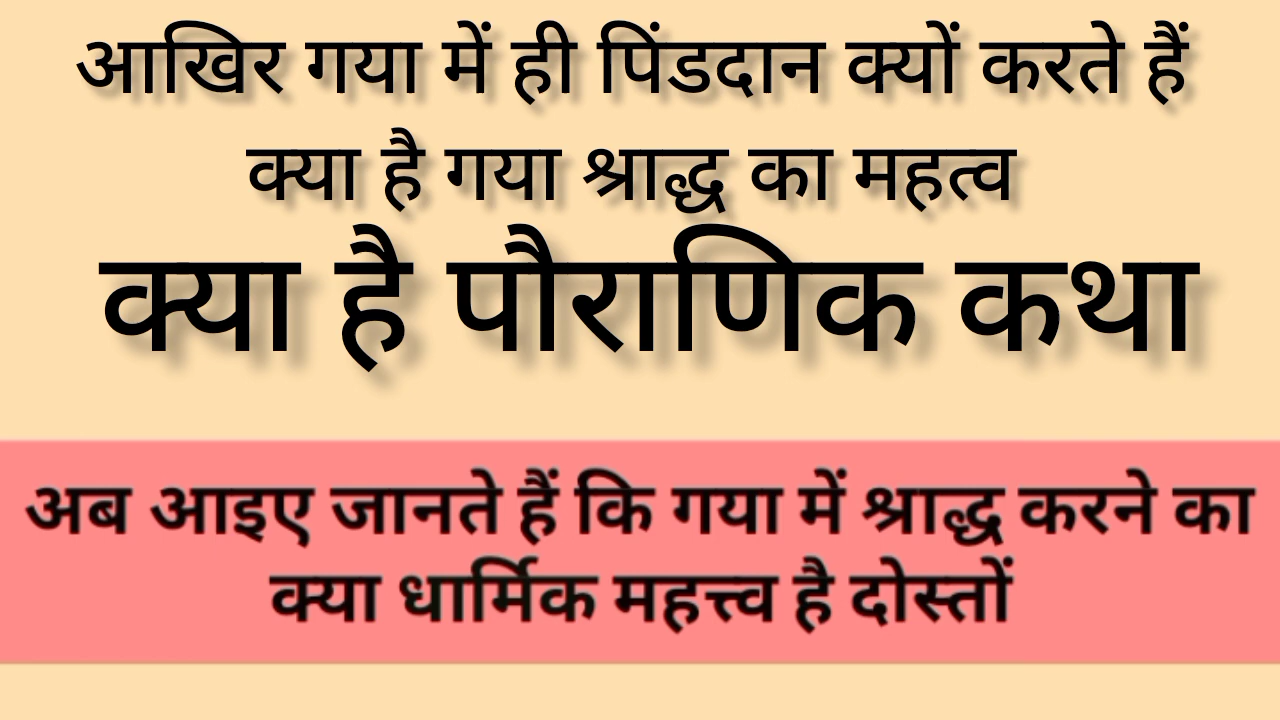 आखिर गया में ही पिंडदान क्यों करते हैं
क्या है गया श्राद्ध का महत्व
क्या है पौराणिक कथा
अब आइए जानते हैं कि गया में श्राद्ध करने का
क्या धार्मिक महत्त्व है दोस्तों